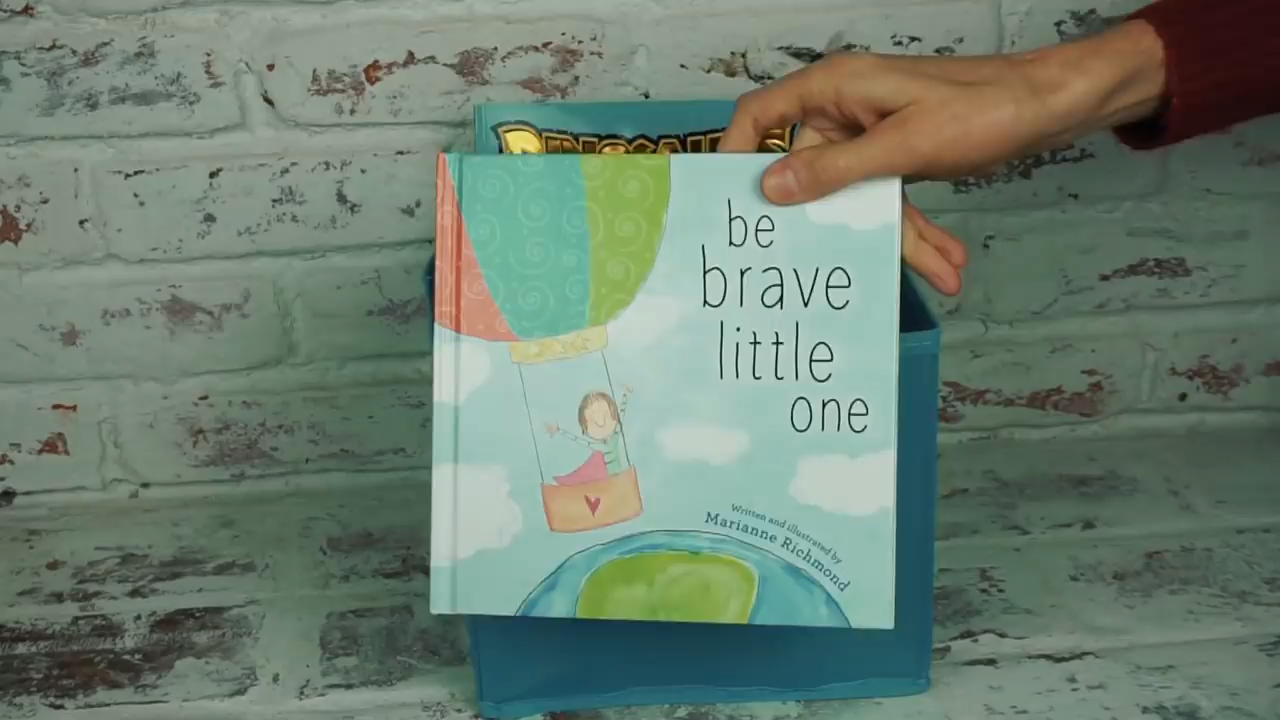 be
brave
little
one
Written and illustrated by
Marianne Richmond